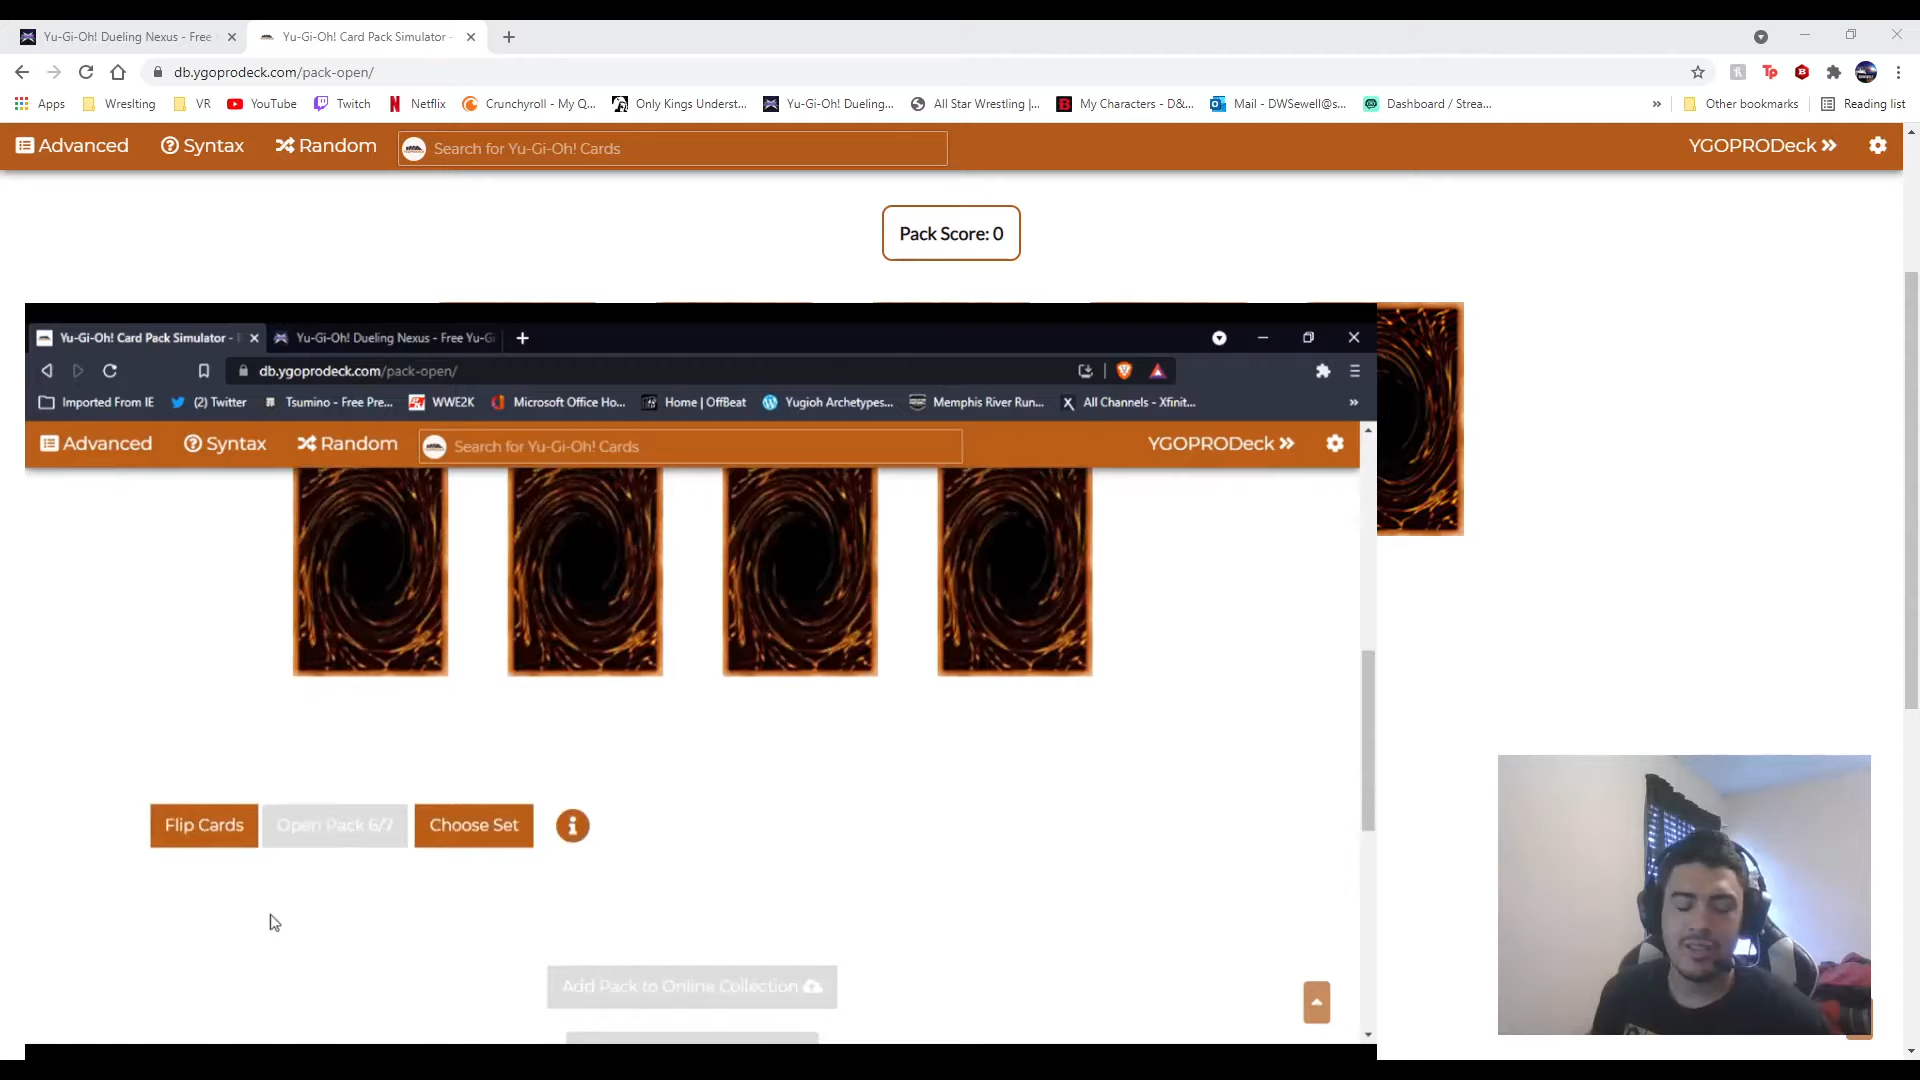 Yu-Gi-Oh! Dueling Nexus - Free
Yu-Gi-Oh! Card Pack Simulator -
db.ygoprodeck.com/pack-open/
Apps Wreslting VR YouTube Twitch Netflix Crunchyroll - My Q... Only Kings Underst... Yu-Gi-Oh! Dueling... All Star Wrestling |... My Characters - D&... Mail - DWSewell@s... Dashboard / Strea... » Other bookmarks Reading list
Advanced Syntax Random Search for Yu-Gi-Oh! Cards YGOPRODeck
Pack Score: 0
Yu-Gi-Oh! Card Pack Simulator - Yu-Gi-Oh! Dueling Nexus - Free Yu-Gi
db.ygoprodeck.com/pack-open/
Imported From IE (2) Twitter Tsumino - Free Pre... WWE2K Microsoft Office Ho... Home | OffBeat Yugioh Archetypes... Memphis River Run... All Channels - Xfinit... »
Advanced Syntax Random Search for Yu-Gi-Oh! Cards YGOPRODeck
Flip Cards Open Pack 6/7 Choose Set
Add Pack to Online Collection